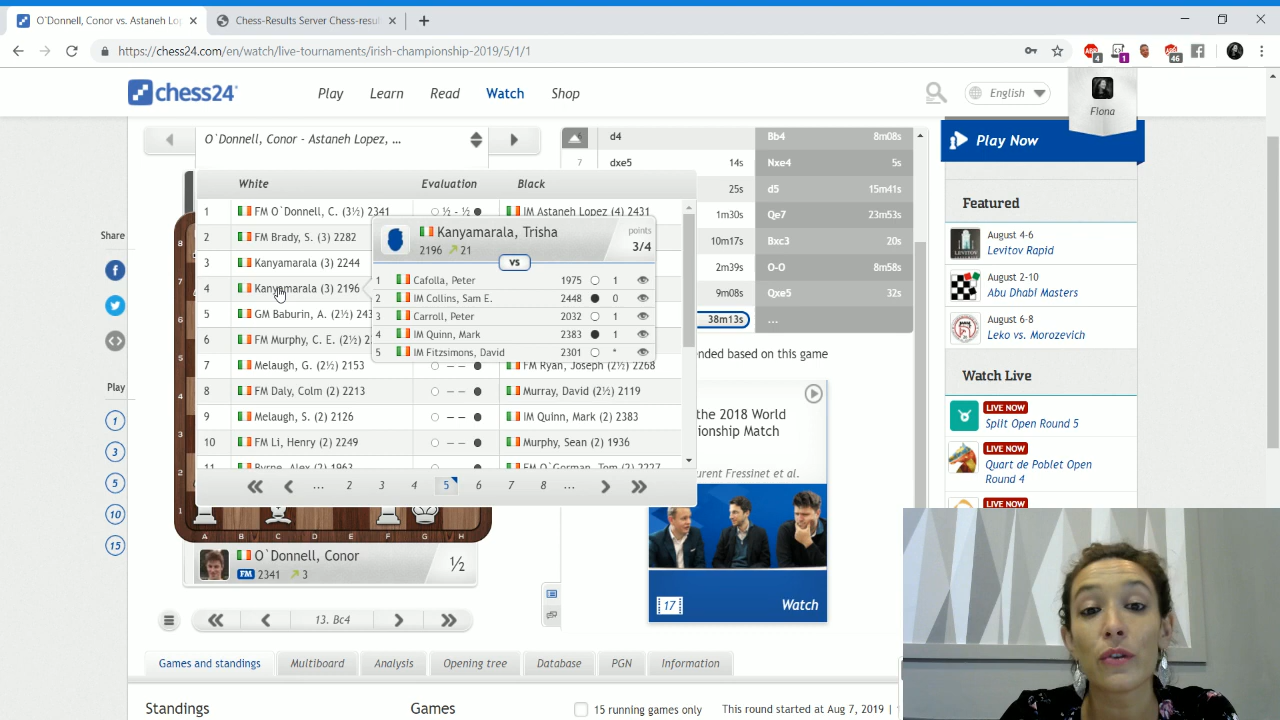 O`Donnell, Conor vs. Astaneh Lop
Chess-Results Server Chess-resul
https://chess24.com/en/watch/live-tournaments/irish-championship-2019/5/1/1
4
1
46
chess24
Play
Learn
Read
Watch
Shop
English
Fiona
O`Donnell, Conor - Astaneh Lopez, ...
d4
Bb4
8m08s
7
dxe5
14s
Nxe4
5s
25s
d5
15m41s
1m30s
Qe7
23m53s
10m17s
Bxc3
20s
2m39s
O-O
8m58s
9m08s
Qxe5
32s
38m13s
...
White
Evaluation
Black
1
FM O`Donnell, C. (3½) 2341
½ - ½
IM Astaneh Lopez (4) 2431
2
FM Brady, S. (3) 2282
3
Kanyamarala (3) 2244
4
Kanyamarala (3) 2196
5
GM Baburin, A. (2½) 243
6
FM Murphy, C. E. (2½) 2
7
Melaugh, G. (2½) 2153
– –
FM Ryan, Joseph (2½) 2268
8
FM Daly, Colm (2) 2213
– –
Murray, David (2½) 2119
9
Melaugh, S. (2) 2126
– –
IM Quinn, Mark (2) 2383
10
FM Li, Henry (2) 2249
– –
Murphy, Sean (2) 1936
11
Byrne, Alex (2) 1963
FM O`Gorman, Tom (2) 2227
Kanyamarala, Trisha
2196
21
points
3/4
vs
1 Cafolla, Peter 1975 1
2 IM Collins, Sam E. 2448 0
3 Carroll, Peter 2032 1
4 IM Quinn, Mark 2383 1
5 IM Fitzsimons, David 2301 *
... 2 3 4 5 6 7 8 ...
Share
Play
1
3
5
10
15
8
7
6
5
4
3
2
1
A B C D E F G H
O`Donnell, Conor
FM 2341 3
½
13. Bc4
nded based on this game
the 2018 World
ionship Match
urent Fressinet et al.
17
Watch
Play Now
Featured
August 4-6
Levitov Rapid
August 2-10
Abu Dhabi Masters
August 6-8
Leko vs. Morozevich
Watch Live
LIVE NOW
Split Open Round 5
LIVE NOW
Quart de Poblet Open
Round 4
LIVE NOW
Games and standings
Multiboard
Analysis
Opening tree
Database
PGN
Information
Standings
Games
15 running games only
This round started at Aug 7, 2019